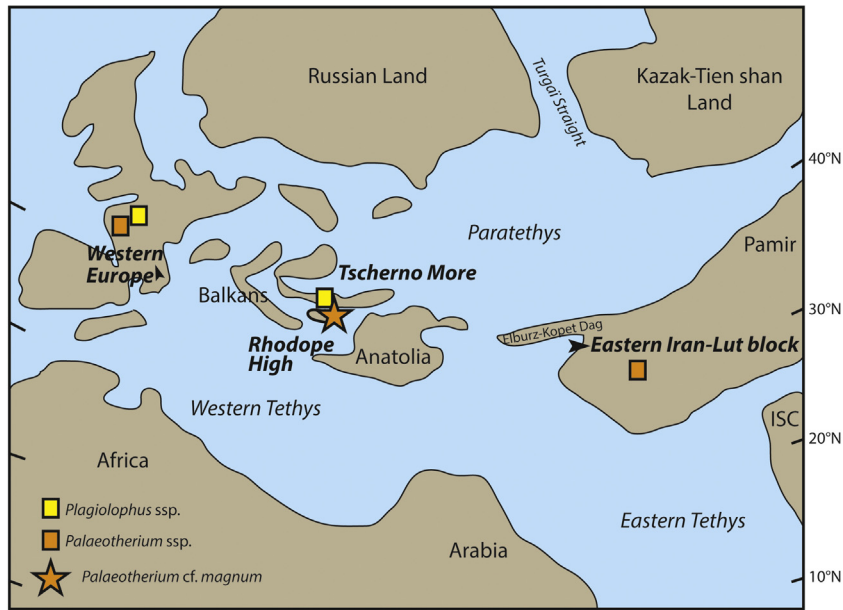 Russian Land
Turgaï Straight
Kazak-Tien shan
Land
40°N
Paratethys
Pamir
Western
Europe
Tscherno More
Balkans
30°N
Elburz-Kopet Dag
Rhodope
High
Anatolia
Eastern Iran-Lut block
Western Tethys
ISC
20°N
Africa
Plagiolophus ssp.
Eastern Tethys
Palaeotherium ssp.
Arabia
Palaeotherium cf. magnum
10°N